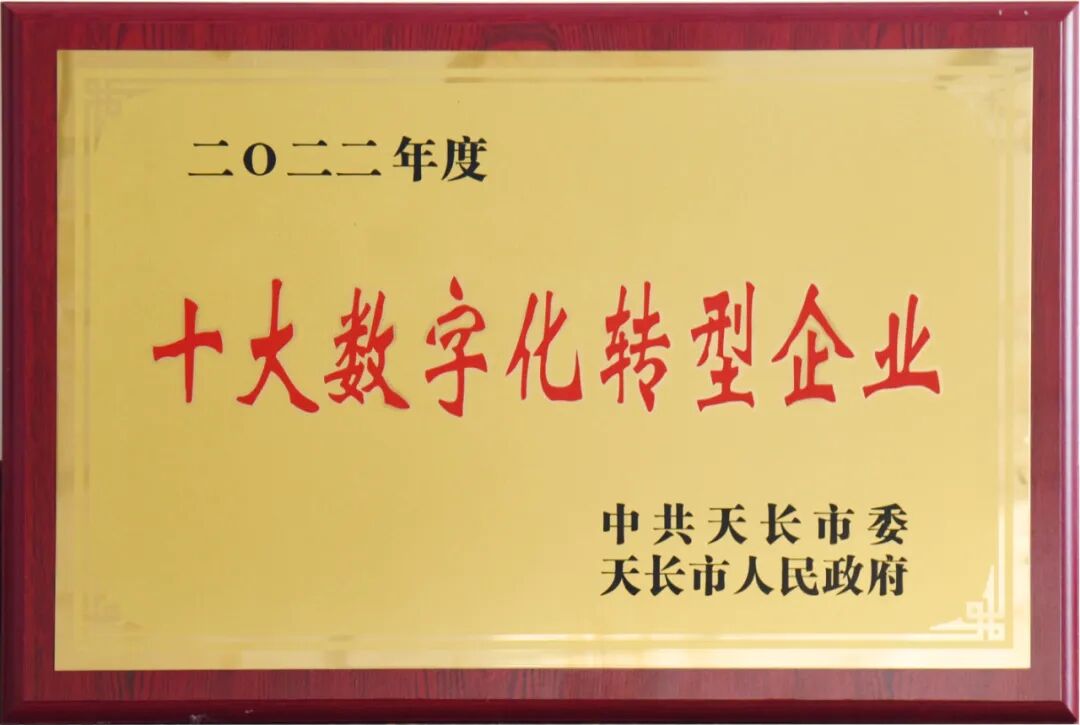 二〇二二年度
十大数字化转型企业
中共天长市委
天长市人民政府